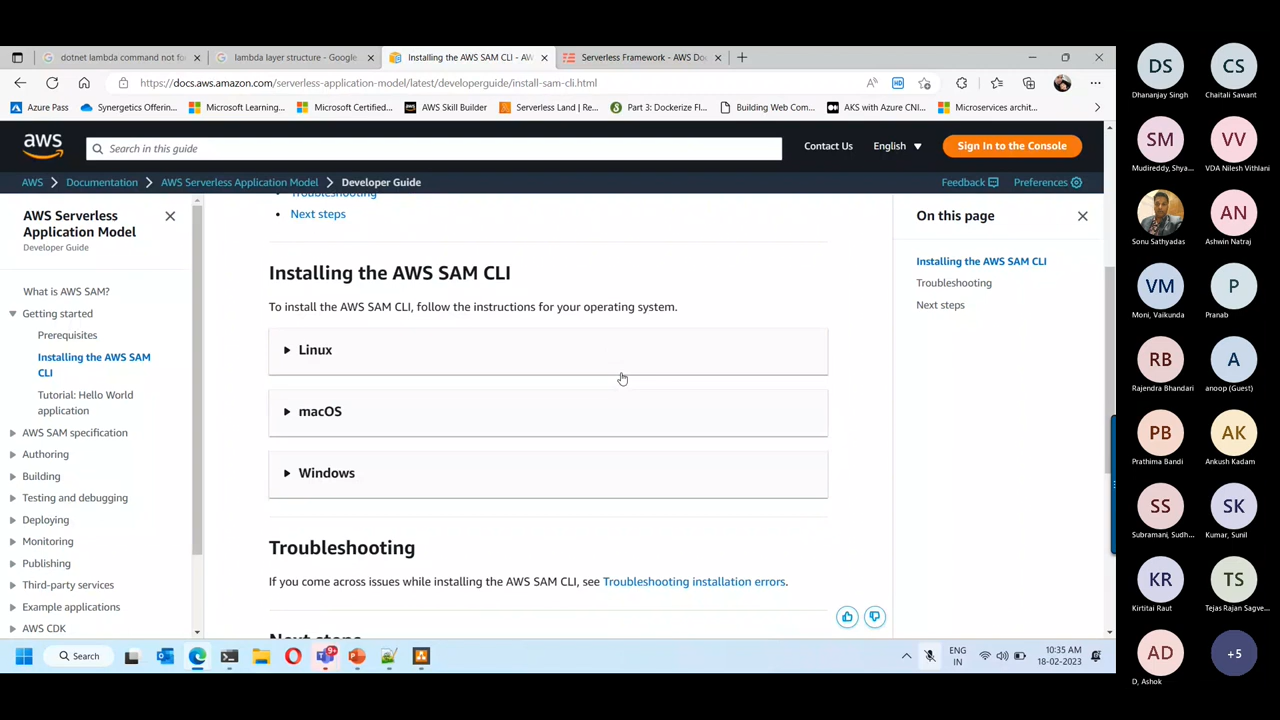 dotnet lambda command not fo
lambda layer structure - Google
Installing the AWS SAM CLI - AW
Serverless Framework - AWS Do
https://docs.aws.amazon.com/serverless-application-model/latest/developerguide/install-sam-cli.html
Azure Pass
Synergetics Offering...
Microsoft Learning...
Microsoft Certified...
AWS Skill Builder
Serverless Land | Re...
Part 3: Dockerize Fl...
Building Web Com...
AKS with Azure CNI...
Microservices archit...
aws
Search in this guide
Contact Us
English
Sign In to the Console
AWS
Documentation
AWS Serverless Application Model
Developer Guide
Feedback
Preferences
AWS Serverless
Application Model
Developer Guide
What is AWS SAM?
Getting started
Prerequisites
Installing the AWS SAM
CLI
Tutorial: Hello World
application
AWS SAM specification
Authoring
Building
Testing and debugging
Deploying
Monitoring
Publishing
Third-party services
Example applications
AWS CDK
Troubleshooting
• Next steps
Installing the AWS SAM CLI
To install the AWS SAM CLI, follow the instructions for your operating system.
Linux
macOS
Windows
Troubleshooting
If you come across issues while installing the AWS SAM CLI, see Troubleshooting installation errors.
Next steps
On this page
Installing the AWS SAM CLI
Troubleshooting
Next steps
Search
9+
ENG
IN
10:35 AM
18-02-2023
DS
Dhananjay Singh
CS
Chaitali Sawant
SM
Mudireddy, Shya...
VV
VDA Nilesh Vithlani
Sonu Sathyadas
AN
Ashwin Natraj
VM
Moni, Vaikunda
P
Pranab
RB
Rajendra Bhandari
A
anoop (Guest)
PB
Prathima Bandi
AK
Ankush Kadam
SS
Subramani, Sudh...
SK
Kumar, Sunil
KR
Kirtitai Raut
TS
Tejas Rajan Sagve...
AD
D, Ashok
+5